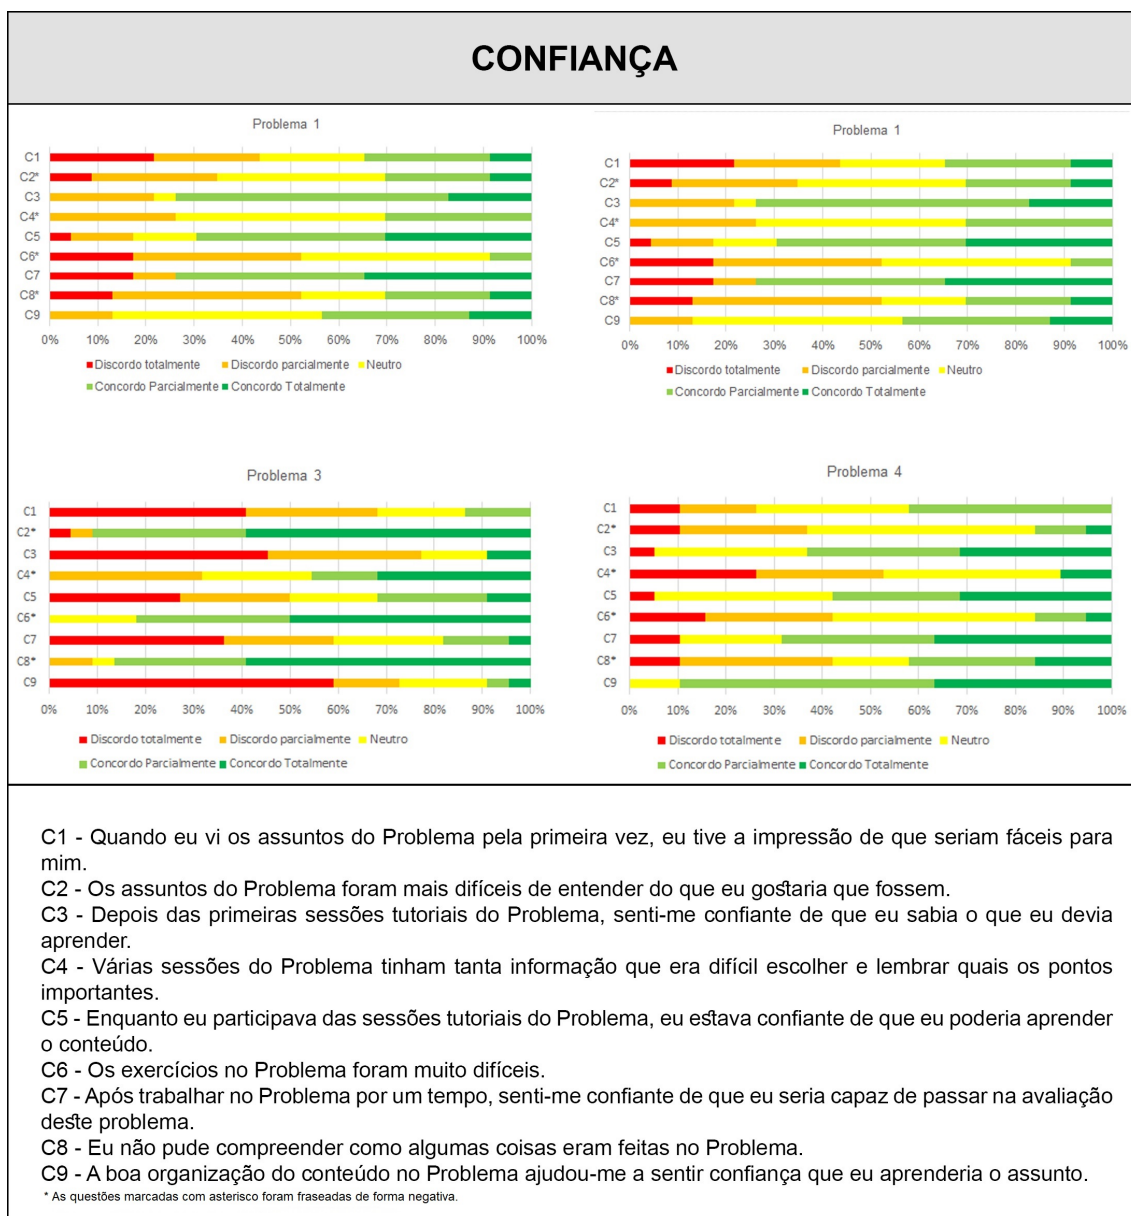 CONFIANÇA
Problema 1
C1
C2*
C3
C4*
C5
C6*
C7
C8*
C9
0% 10% 20% 30% 40% 50% 60% 70% 80% 90% 100%
Discordo totalmente Discordo parcialmente Neutro
Concordo Parcialmente Concordo Totalmente
Problema 1
C1
C2*
C3
C4*
C5
C6*
C7
C8*
C9
0% 10% 20% 30% 40% 50% 60% 70% 80% 90% 100%
Discordo totalmente Discordo parcialmente Neutro
Concordo Parcialmente Concordo Totalmente
Problema 3
C1
C2*
C3
C4*
C5
C6*
C7
C8*
C9
0% 10% 20% 30% 40% 50% 60% 70% 80% 90% 100%
Discordo totalmente Discordo parcialmente Neutro
Concordo Parcialmente Concordo Totalmente
Problema 4
C1
C2*
C3
C4*
C5
C6*
C7
C8*
C9
0% 10% 20% 30% 40% 50% 60% 70% 80% 90% 100%
Discordo totalmente Discordo parcialmente Neutro
Concordo Parcialmente Concordo Totalmente
C1 - Quando eu vi os assuntos do Problema pela primeira vez, eu tive a impressão de que seriam fáceis para
mim.
C2 - Os assuntos do Problema foram mais difíceis de entender do que eu gostaria que fossem.
C3 - Depois das primeiras sessões tutoriais do Problema, senti-me confiante de que eu sabia o que eu devia
aprender.
C4 - Várias sessões do Problema tinham tanta informação que era difícil escolher e lembrar quais os pontos
importantes.
C5 - Enquanto eu participava das sessões tutoriais do Problema, eu estava confiante de que eu poderia aprender
o conteúdo.
C6 - Os exercícios no Problema foram muito difíceis.
C7 - Após trabalhar no Problema por um tempo, senti-me confiante de que eu seria capaz de passar na avaliação
deste problema.
C8 - Eu não pude compreender como algumas coisas eram feitas no Problema.
C9 - A boa organização do conteúdo no Problema ajudou-me a sentir confiança que eu aprenderia o assunto.
* As questões marcadas com asterisco foram fraseadas de forma negativa.